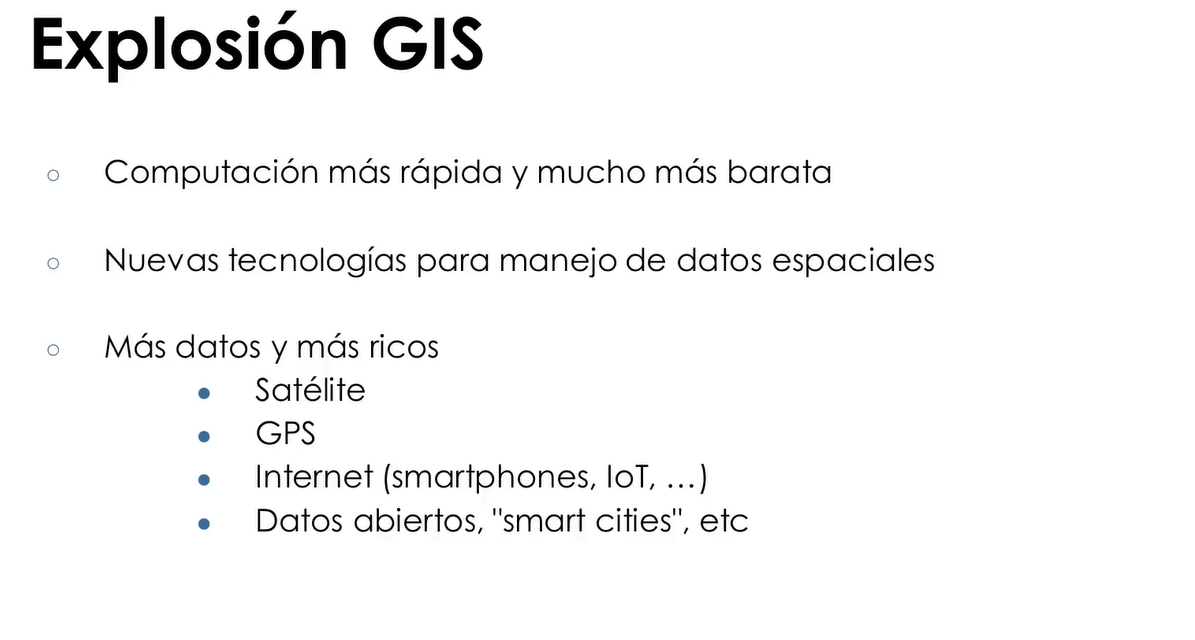 Explosión GIS
Computación más rápida y mucho más barata
Nuevas tecnologías para manejo de datos espaciales
Más datos y más ricos
Satélite
GPS
Internet (smartphones, IoT, …)
Datos abiertos, "smart cities", etc